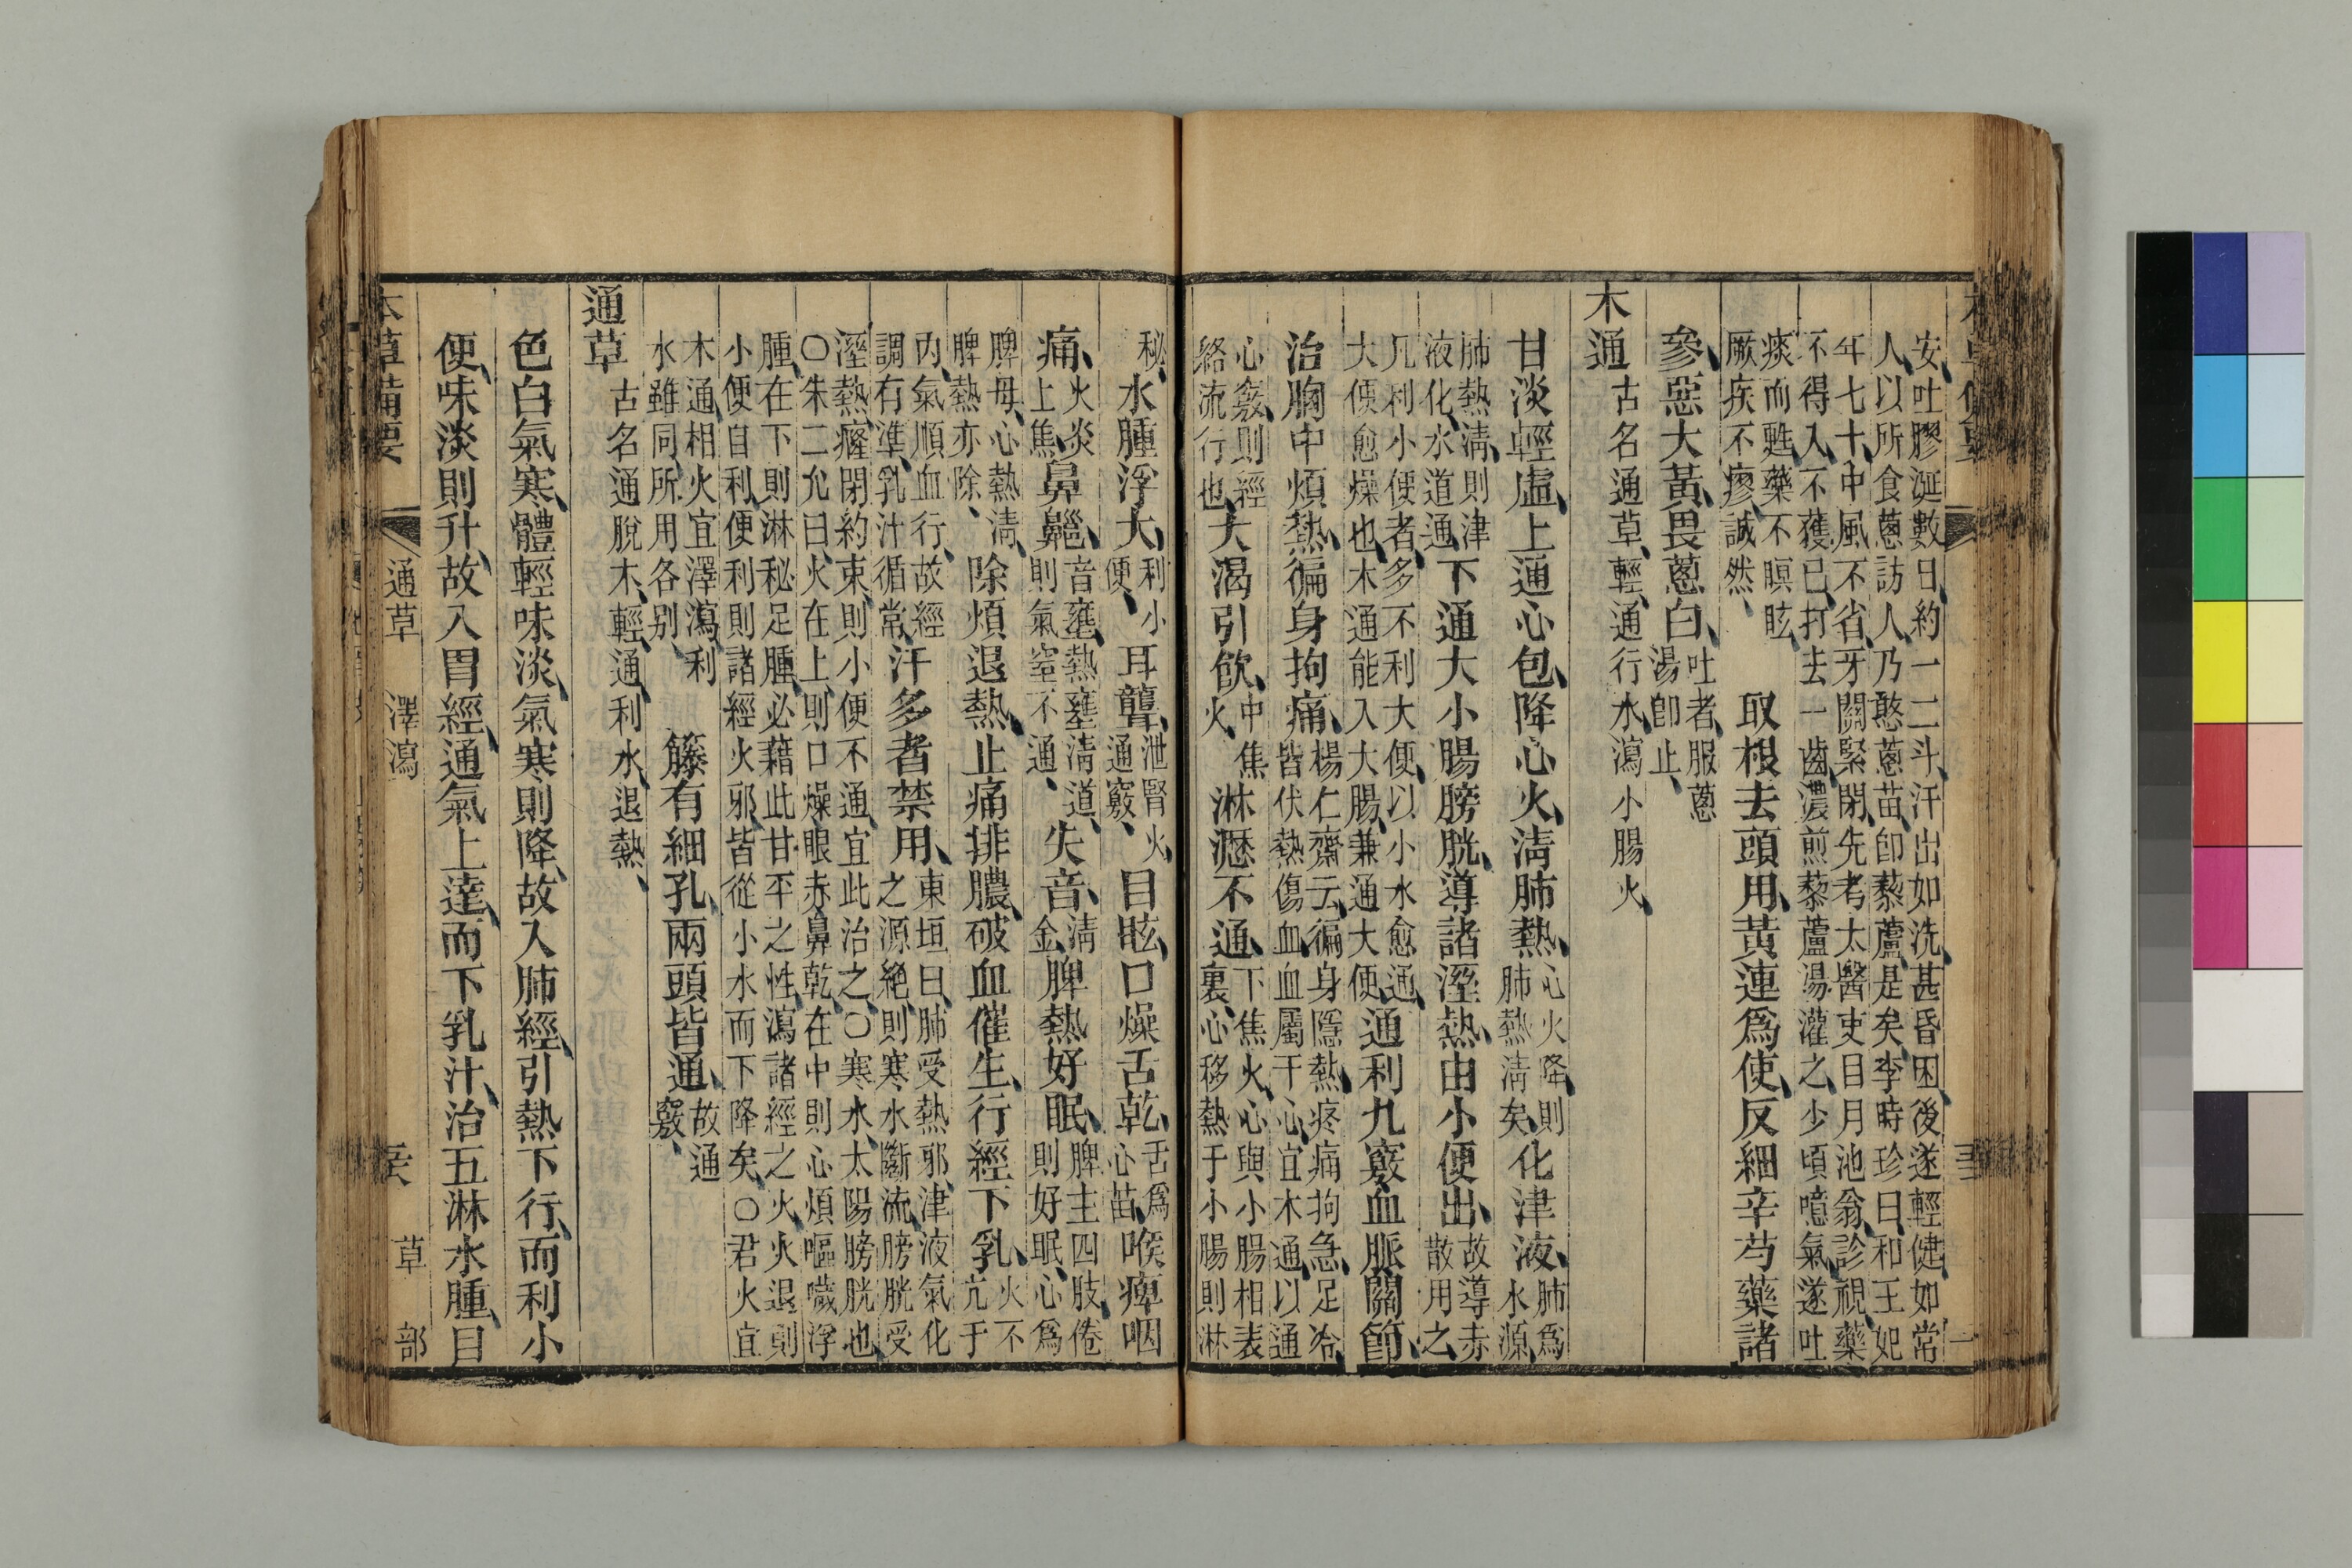 安吐膠涎數日、約一二斗、汗出如洗、甚昏困、後遂輕健如常
人、以所食蔥訪人、乃憨蔥苗、卽藜蘆是矣、李時珍曰、和王妃
年七十、中風不省、牙關緊閉、先考太醫吏目月池翁、診視、藥
不得入、不獲已、打去一齒、濃煎藜蘆湯灌之、少頃噫氣、遂吐
痰而甦、藥不瞑眩
厥疾不瘳、誠然、
取根去頭用、黃連爲使、反細辛芍藥諸
參、惡大黃、畏蔥白、吐者服蔥湯卽止、
木通 古名通草、輕、通、行水、瀉小腸火、
甘淡輕虛、上通心包、降心火、淸肺熱、心火降、則肺熱淸矣、化津液、肺爲水源、
肺熱淸、則津液化、水道通、下通大小腸膀胱、導諸溼熱、由小便出、故導赤散用之、
凡利小便者、多不利大便、以小水愈通、大便愈燥也、木通能入大腸、兼通大便、通利九竅血脈關節、
治胸中煩熱、徧身拘痛、楊仁齋云、徧身隱熱、疼痛拘急、足冷、皆伏熱傷血、血屬于心、宜木通、以通
心竅、則經絡流行也、大渴引飲、中焦火、淋瀝不通、下焦火、心與小腸相表裏、心移熱于小腸則淋
秘、水腫浮大、利小便、耳聾、泄腎火、通竅、目眩、口燥舌乾、舌爲心苗、喉痺咽
痛、火炎上焦、鼻齆、音甕、熱壅淸道、則氣窒不通、失音、淸金、脾熱好眠、脾主四肢、倦則好眠、心爲
脾母、心熱淸、脾熱亦除、除煩退熱、止痛排膿、破血催生、行經下乳、火不亢于
內、氣順血行、故經調有準、乳汁循常、汗多者禁用、東垣曰、肺受熱邪、津液氣化之源絕、則寒水斷流、膀胱受
溼熱、癃閉約束、則小便不通、宜此治之、○寒水、太陽膀胱也、
○朱二允曰、火在上、則口燥、眼赤、鼻乾、在中、則心煩、嘔噦、浮
腫、在下則淋秘、足腫、必藉此甘平之性、瀉諸經之火、火退則
小便自利、便利則諸經火邪、皆從小水而下降矣、○君火宜
木通、相火宜澤瀉、利水雖同、所用各別、籐有細孔、兩頭皆通、故通竅、
通草 古名通脫木、輕、通、利水、退熱、
色白氣寒、體輕味淡、氣寒則降、故入肺經、引熱下行、而利小
便、味淡則升、故入胃經、通氣上達、而下乳汁、治五淋水腫、目
本草備要
通草 澤瀉
草部